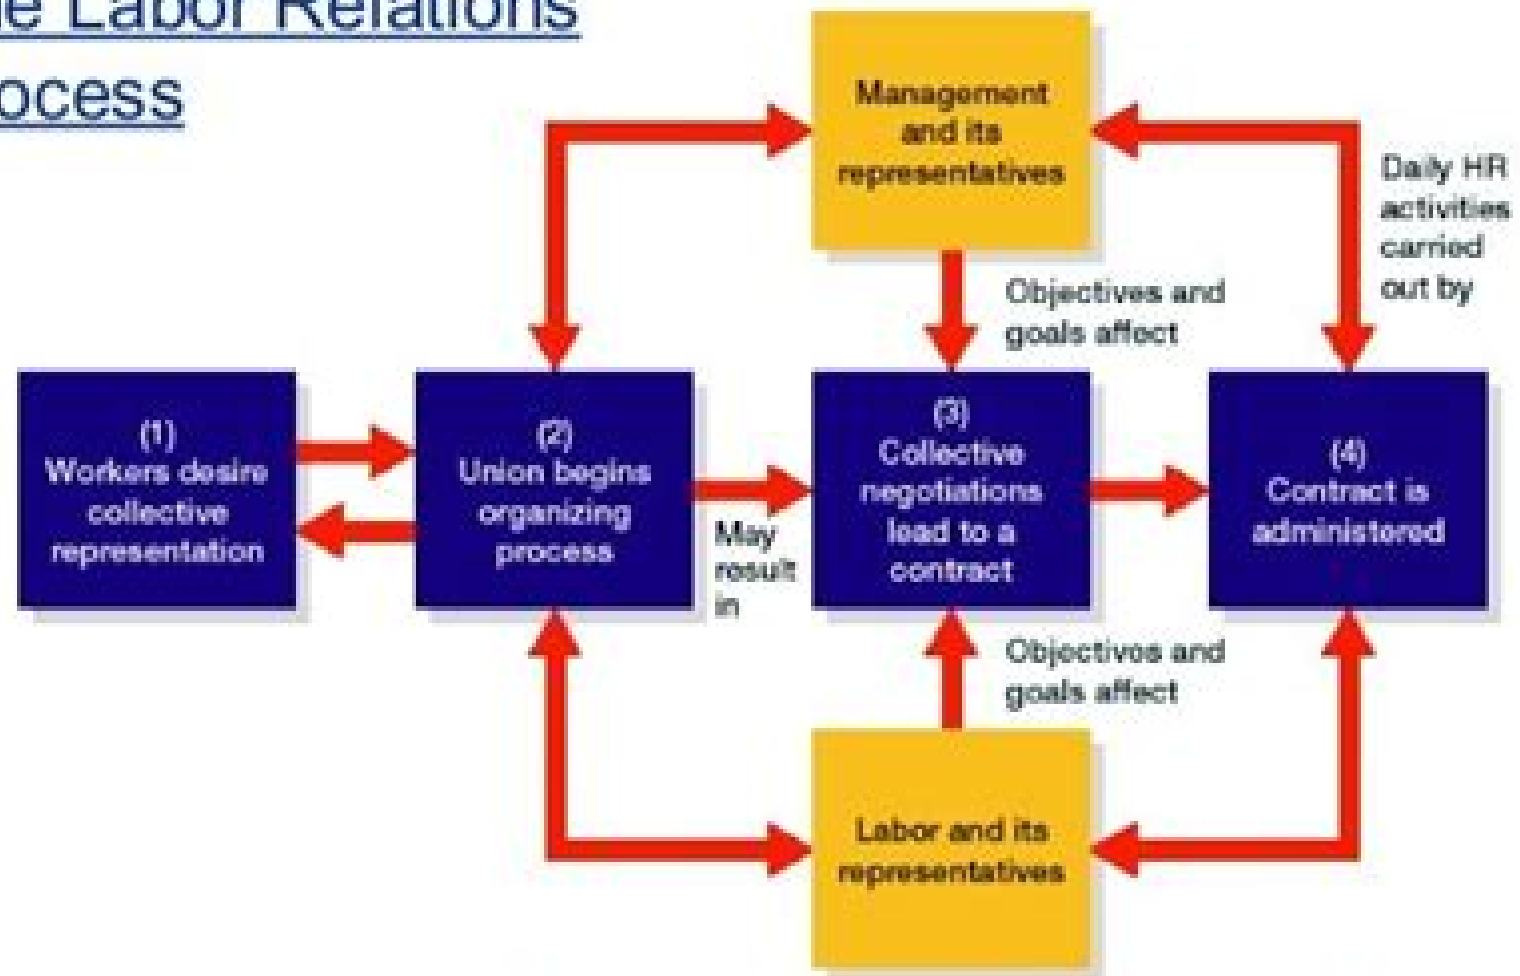 e Labor Relations
ocess
Management
and its
representatives
Daily HR
activities
carried
out by
Objectives and
goals affect
(1)
Workers desire
collective
representation
(2)
Union begins
organizing
process
May
result
in
(3)
Collective
negotiations
lead to a
contract
(4)
Contract is
administered
Objectives and
goals affect
Labor and its
representatives